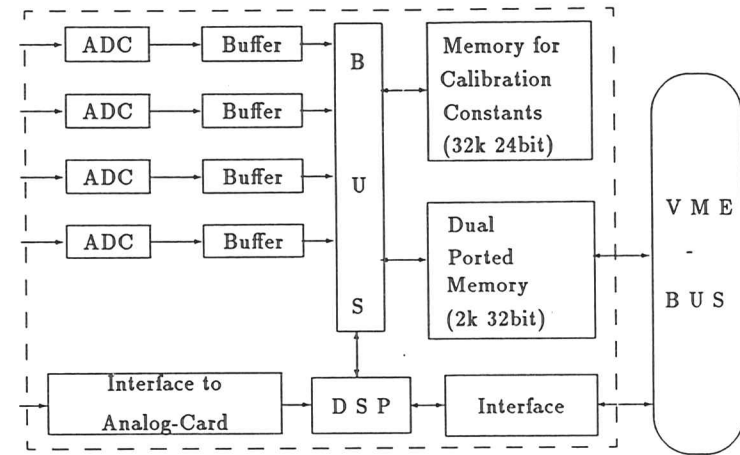 ADC
Buffer
ADC
Buffer
ADC
Buffer
ADC
Buffer
B
U
S
Memory for
Calibration
Constants
(32k 24bit)
Dual
Ported
Memory
(2k 32bit)
V M E
-
B U S
Interface to
Analog-Card
D S P
Interface